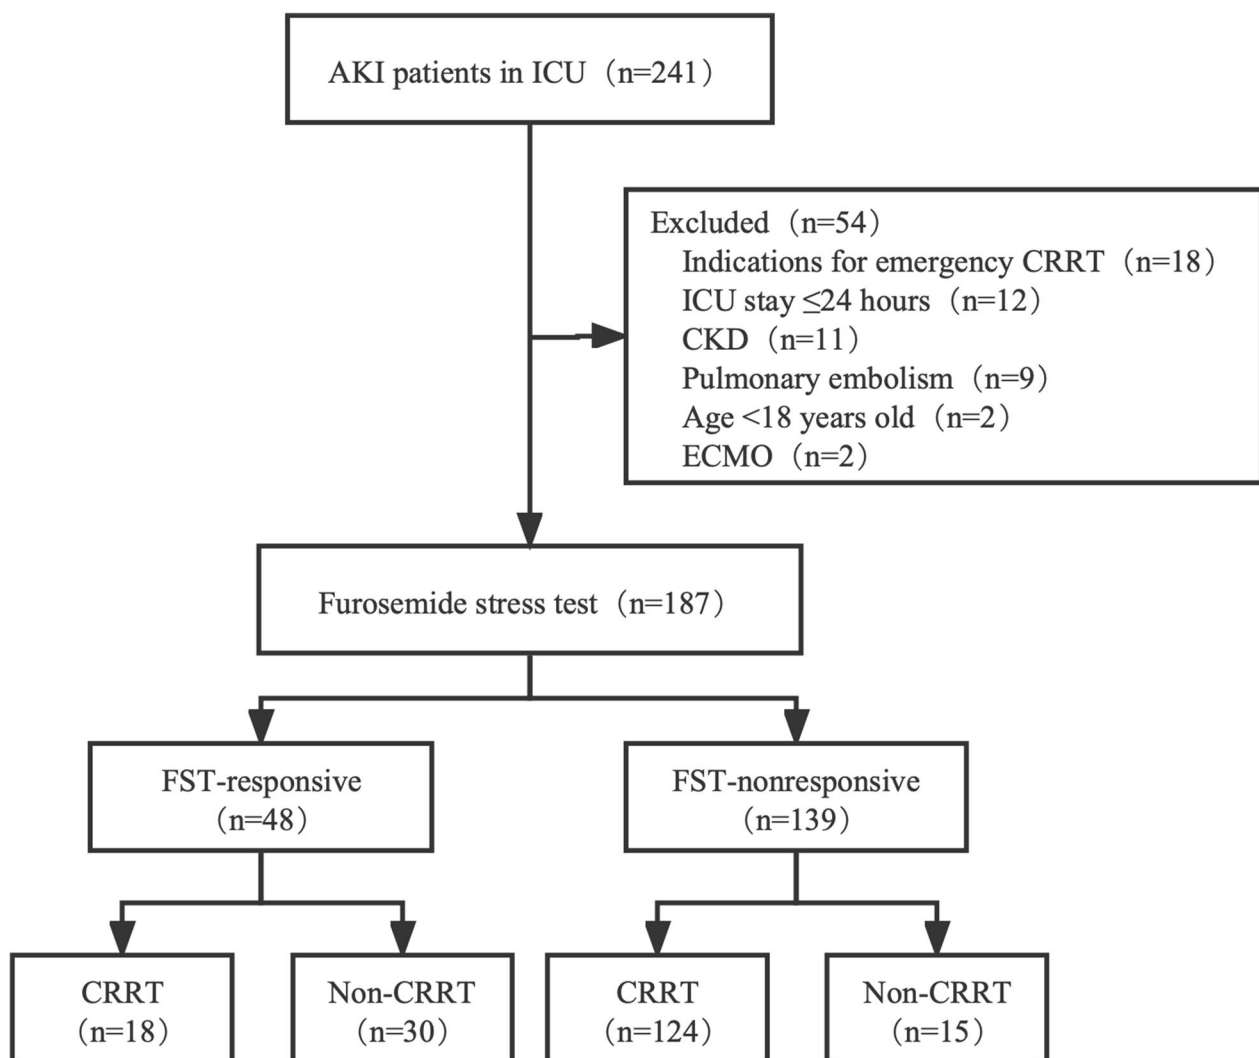 AKI patients in ICU（n=241）
Excluded（n=54）
Indications for emergency CRRT（n=18）
ICU stay ≤24 hours（n=12）
CKD（n=11）
Pulmonary embolism（n=9）
Age <18 years old（n=2）
ECMO（n=2）
Furosemide stress test（n=187）
FST-responsive
（n=48）
FST-nonresponsive
（n=139）
CRRT
（n=18）
Non-CRRT
（n=30）
CRRT
（n=124）
Non-CRRT
（n=15）